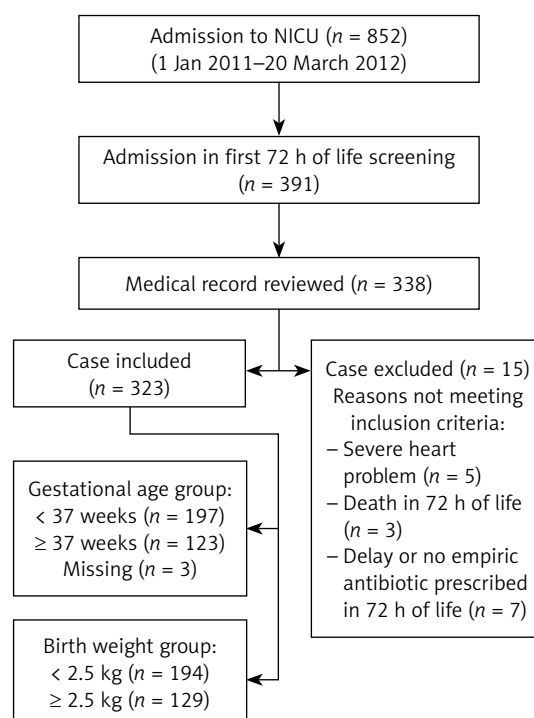 Admission to NICU (n = 852)
(1 Jan 2011–20 March 2012)
Admission in first 72 h of life screening
(n = 391)
Medical record reviewed (n = 338)
Case included
(n = 323)
Case excluded (n = 15)
Reasons not meeting
inclusion criteria:
– Severe heart
problem (n = 5)
– Death in 72 h of life
(n = 3)
– Delay or no empiric
antibiotic prescribed
in 72 h of life (n = 7)
Gestational age group:
< 37 weeks (n = 197)
≥ 37 weeks (n = 123)
Missing (n = 3)
Birth weight group:
< 2.5 kg (n = 194)
≥ 2.5 kg (n = 129)